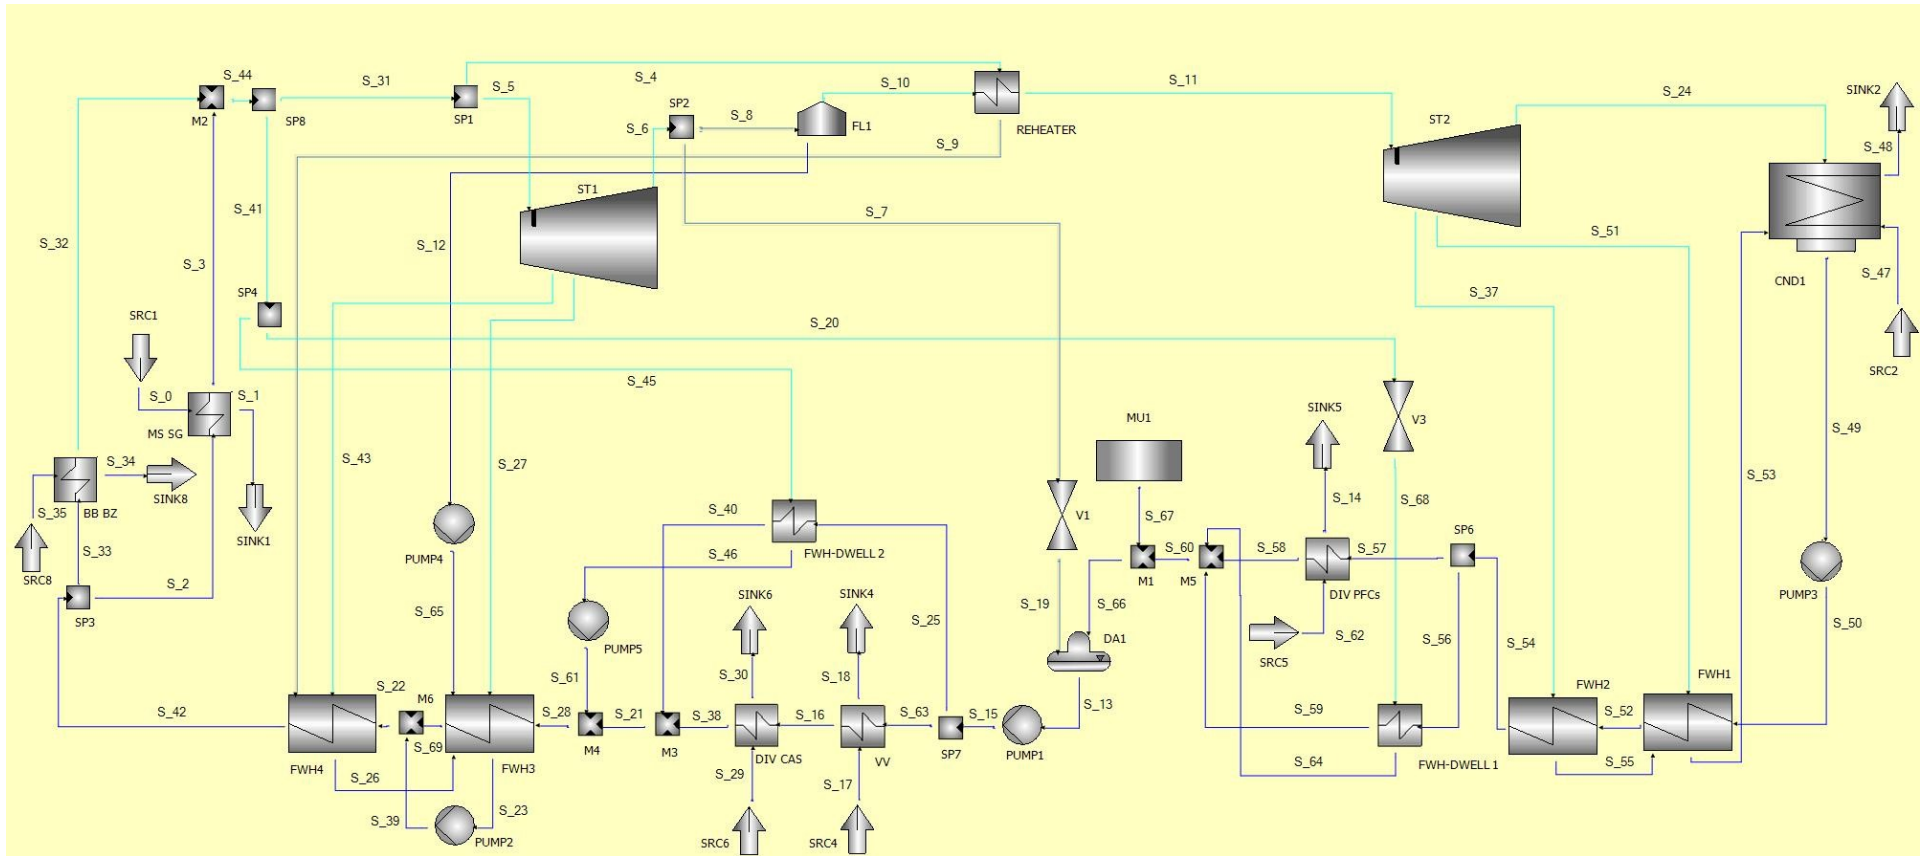 S_44
S_31
S_4
S_5
S_10
S_11
S_24
SINK2
M2
SP8
SP1
SP2
S_8
S_6
FL1
REHEATER
ST2
S_48
S_9
ST1
S_41
S_7
S_32
S_3
S_12
S_51
S_47
CND1
SP4
S_37
SRC1
S_20
S_45
SRC2
S_0
S_1
MS SG
SINK5
MU1
V3
S_49
S_43
S_27
S_53
S_34
SINK8
S_14
S_68
S_35
BB BZ
SINK1
S_40
V1
S_67
SP6
S_33
PUMP4
FWH-DWELL 2
S_60
S_58
S_57
SRC8
S_46
M1
M5
DIV PFCs
PUMP3
S_2
SINK6
SINK4
S_19
S_66
SP3
S_65
S_25
DA1
S_62
S_56
S_50
PUMP5
SRC5
S_54
S_61
S_30
S_18
FWH2
FWH1
S_22
M6
S_42
S_28
S_21
S_38
S_16
S_63
S_15
S_13
S_59
S_52
S_69
M4
M3
DIV CAS
VV
SP7
PUMP1
FWH4
S_26
FWH3
S_29
S_17
S_64
FWH-DWELL 1
S_55
S_39
S_23
PUMP2
SRC6
SRC4